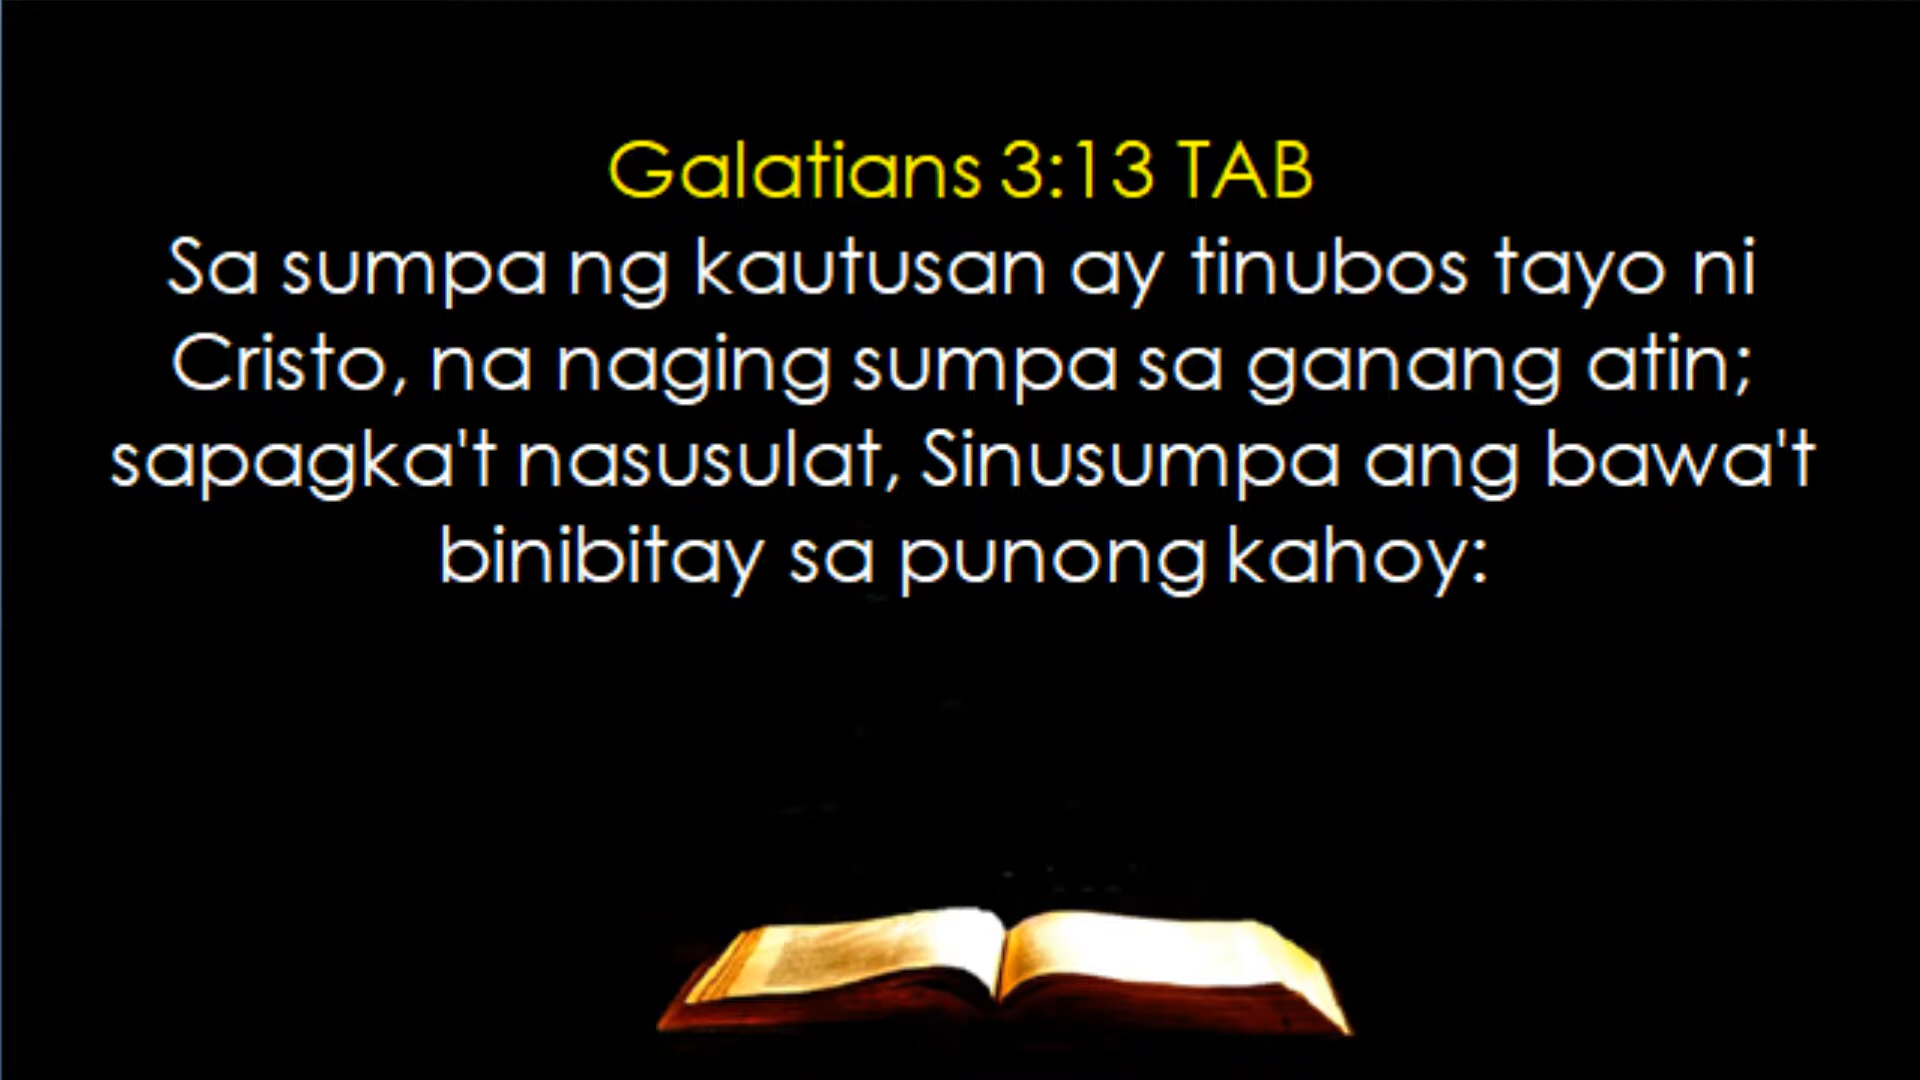 Galatians 3:13 TAB
Sa sumpa ng kautusan ay tinubos tayo ni
Cristo, na naging sumpa sa ganang atin;
sapagka't nasusulat, Sinusumpa ang bawa't
binibitay sa punong kahoy: